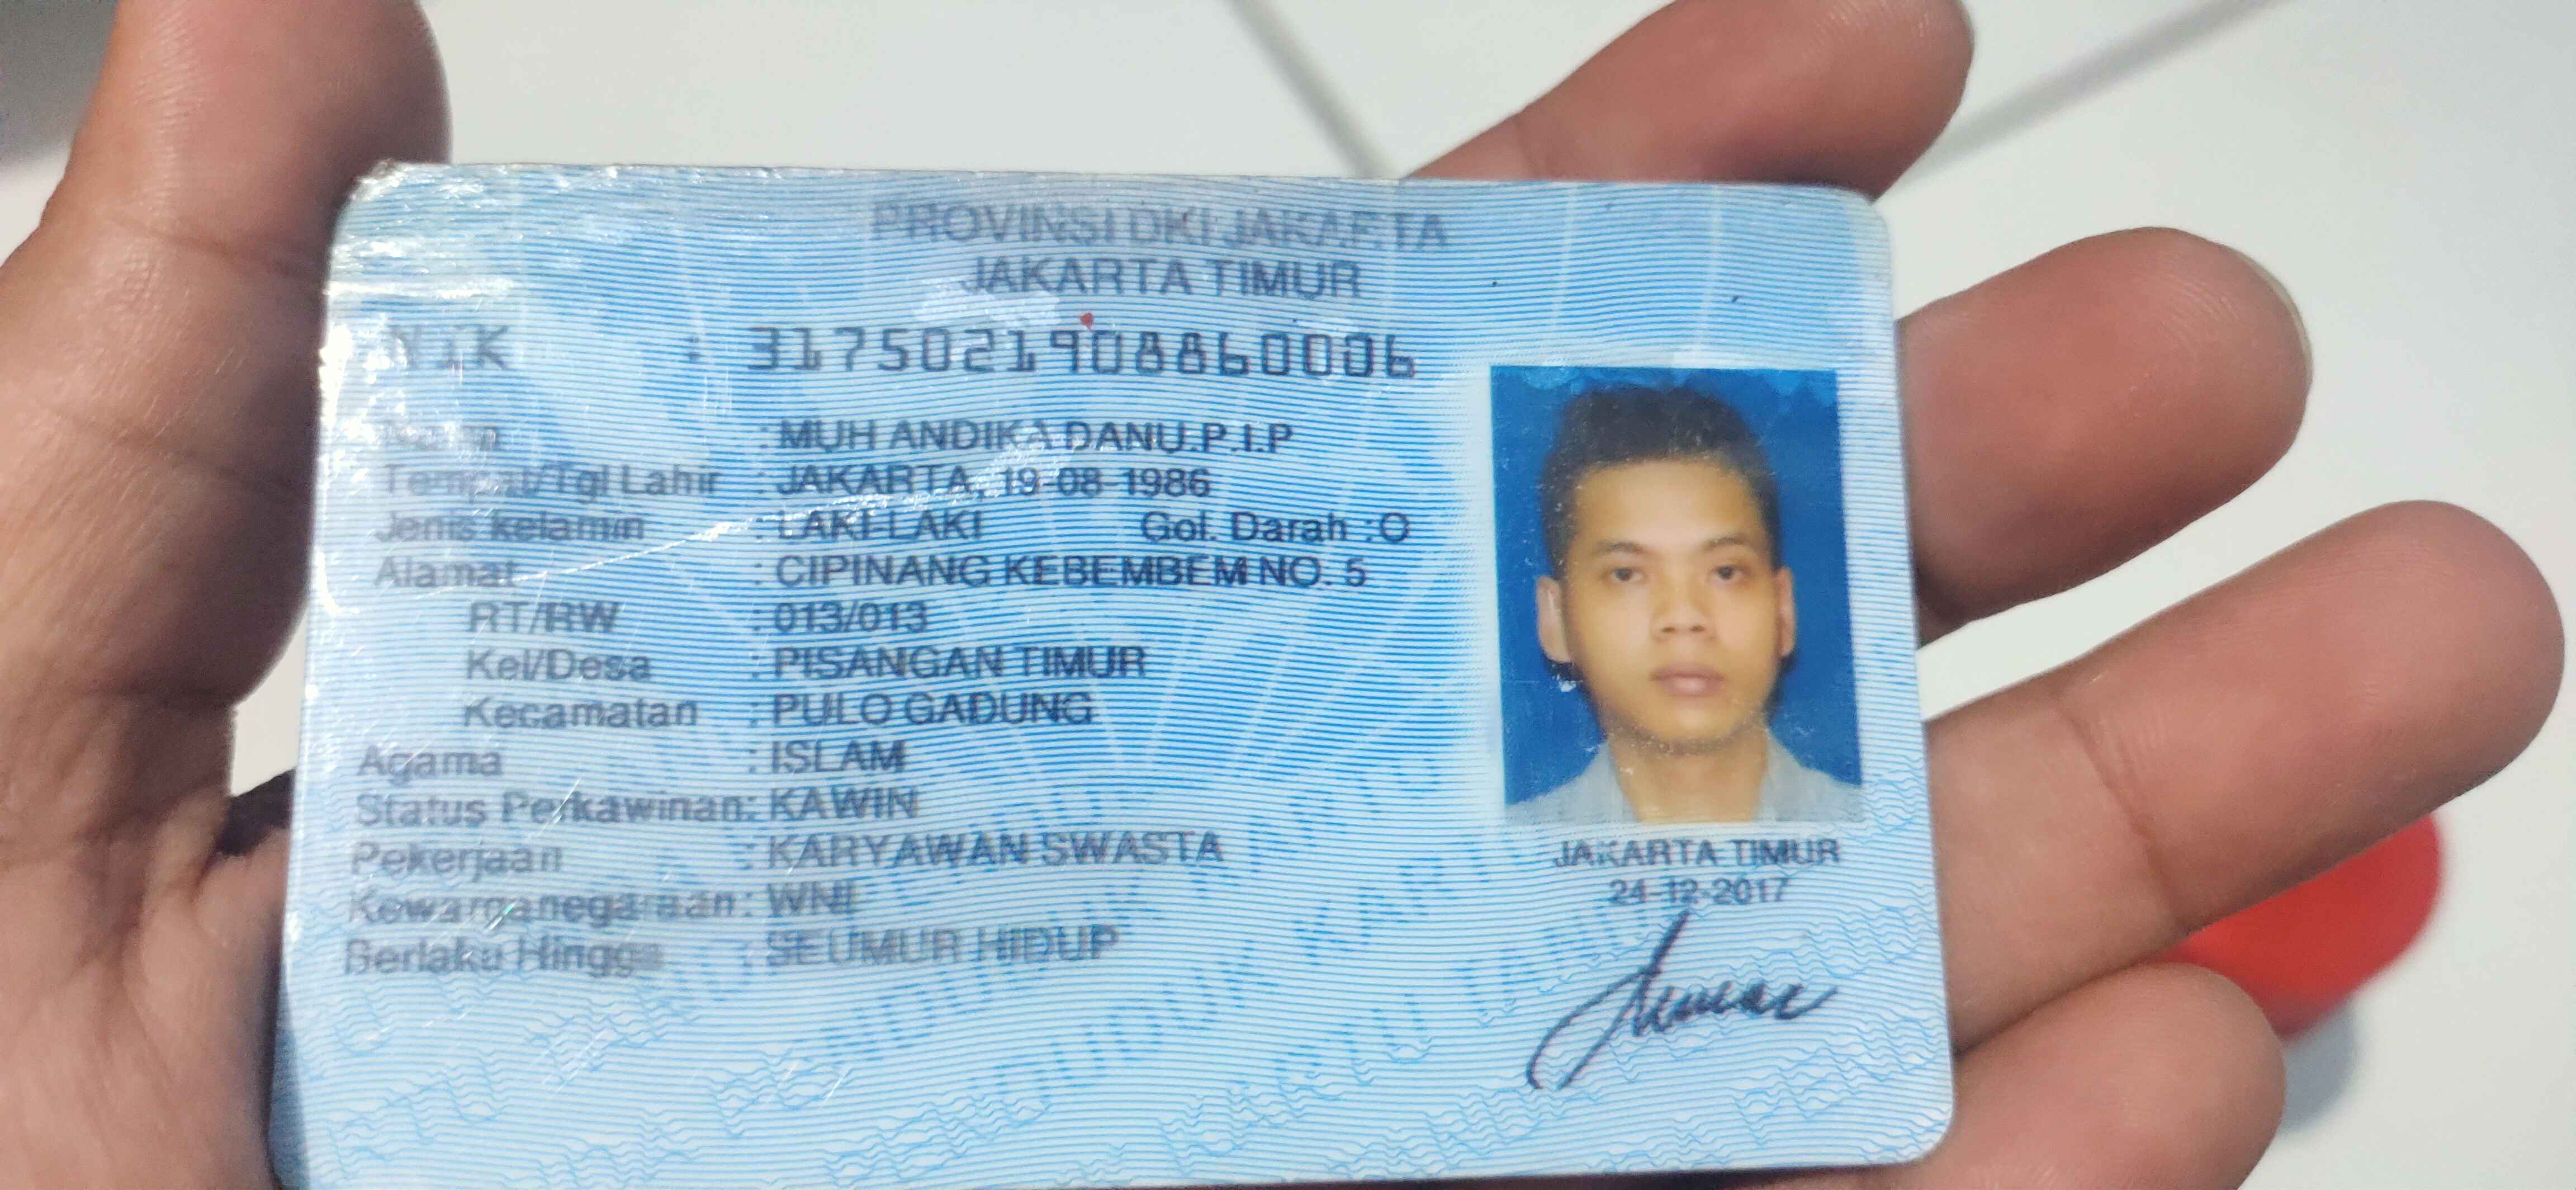 PROVINSI DKI JAKARTA
JAKARTA TIMUR
NIK : 3175021908860006
Nama : MUH ANDIKA DANU.P.I.P
Tempat/Tgl Lahir : JAKARTA, 19-08-1986
Jenis kelamin : LAKI-LAKI Gol. Darah :O
Alamat : CIPINANG KEBEMBEM NO. 5
RT/RW : 013/013
Kel/Desa : PISANGAN TIMUR
Kecamatan : PULO GADUNG
Agama : ISLAM
Status Perkawinan: KAWIN
Pekerjaan : KARYAWAN SWASTA
Kewarganegaraan: WNI
Berlaku Hingga : SEUMUR HIDUP
JAKARTA TIMUR
24-12-2017